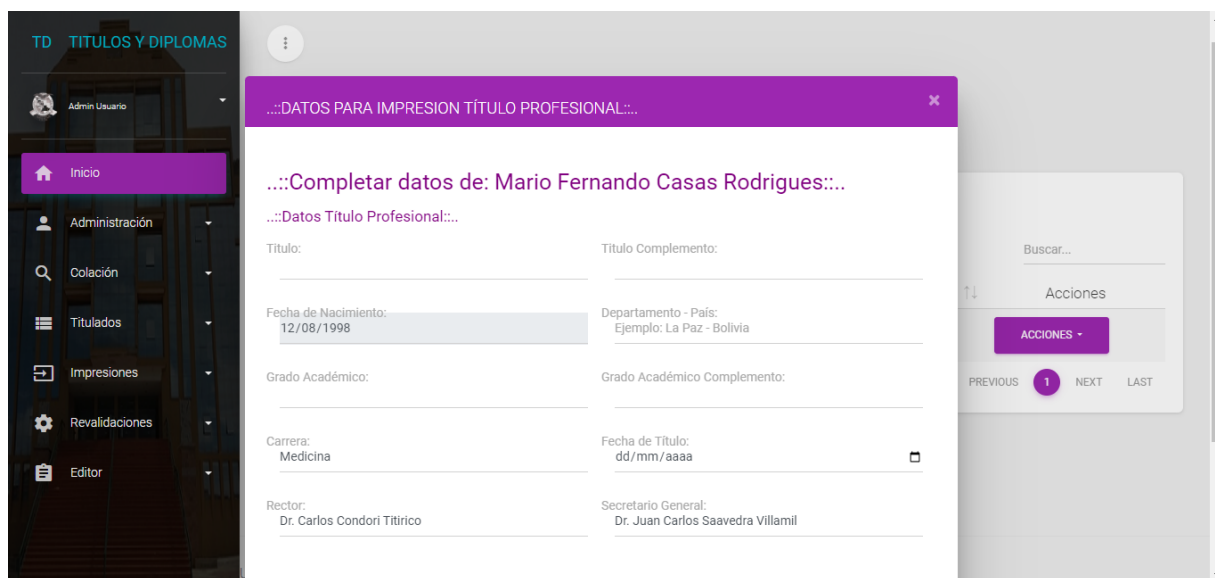 TD TITULOS Y DIPLOMAS
Admin Usuario
Inicio
Administración
Colación
Titulados
Impresiones
Revalidaciones
Editor
..::DATOS PARA IMPRESION TÍTULO PROFESIONAL::..
×
..::Completar datos de: Mario Fernando Casas Rodrigues::..
..::Datos Título Profesional::..
Titulo: Titulo Complemento:
Fecha de Nacimiento: Departamento - País:
12/08/1998 Ejemplo: La Paz - Bolivia
Grado Académico: Grado Académico Complemento:
Carrera: Fecha de Título:
Medicina dd/mm/aaaa
Rector: Secretario General:
Dr. Carlos Condori Titirico Dr. Juan Carlos Saavedra Villamil
Buscar...
Acciones
ACCIONES
PREVIOUS 1 NEXT LAST